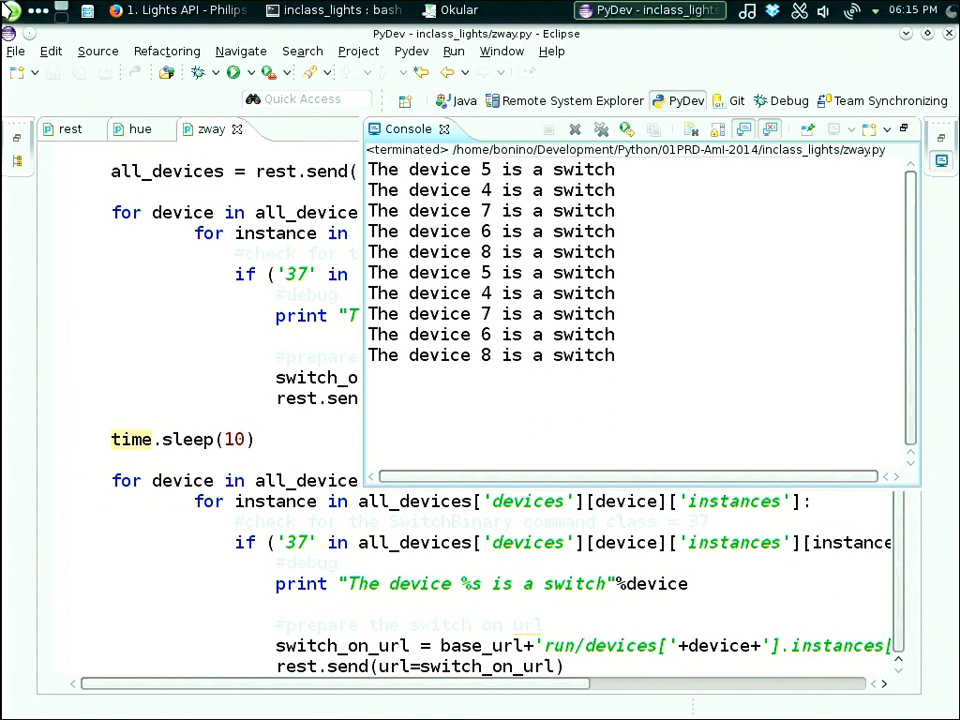 1. Lights API - Philips
inclass_lights : bash
Okular
PyDev - inclass_lights
06:15 PM
PyDev - inclass_lights/zway.py - Eclipse
File Edit Source Refactoring Navigate Search Project Pydev Run Window Help
Quick Access
Java Remote System Explorer PyDev Git Debug Team Synchronizing
rest hue zway
Console
<terminated> /home/bonino/Development/Python/01PRD-AmI-2014/inclass_lights/zway.py
The device 5 is a switch
The device 4 is a switch
The device 7 is a switch
The device 6 is a switch
The device 8 is a switch
The device 5 is a switch
The device 4 is a switch
The device 7 is a switch
The device 6 is a switch
The device 8 is a switch
all_devices = rest.send(
for device in all_device
for instance in
#check for t
if ('37' in
#debug
print "T
#prepare
switch_o
rest.sen
time.sleep(10)
for device in all_device
for instance in all_devices['devices'][device]['instances']:
#check for the SwitchBinary command class = 37
if ('37' in all_devices['devices'][device]['instances'][instance
#debug
print "The device %s is a switch"%device
#prepare the switch on url
switch_on_url = base_url+'run/devices['+device+'].instances[
rest.send(url=switch_on_url)